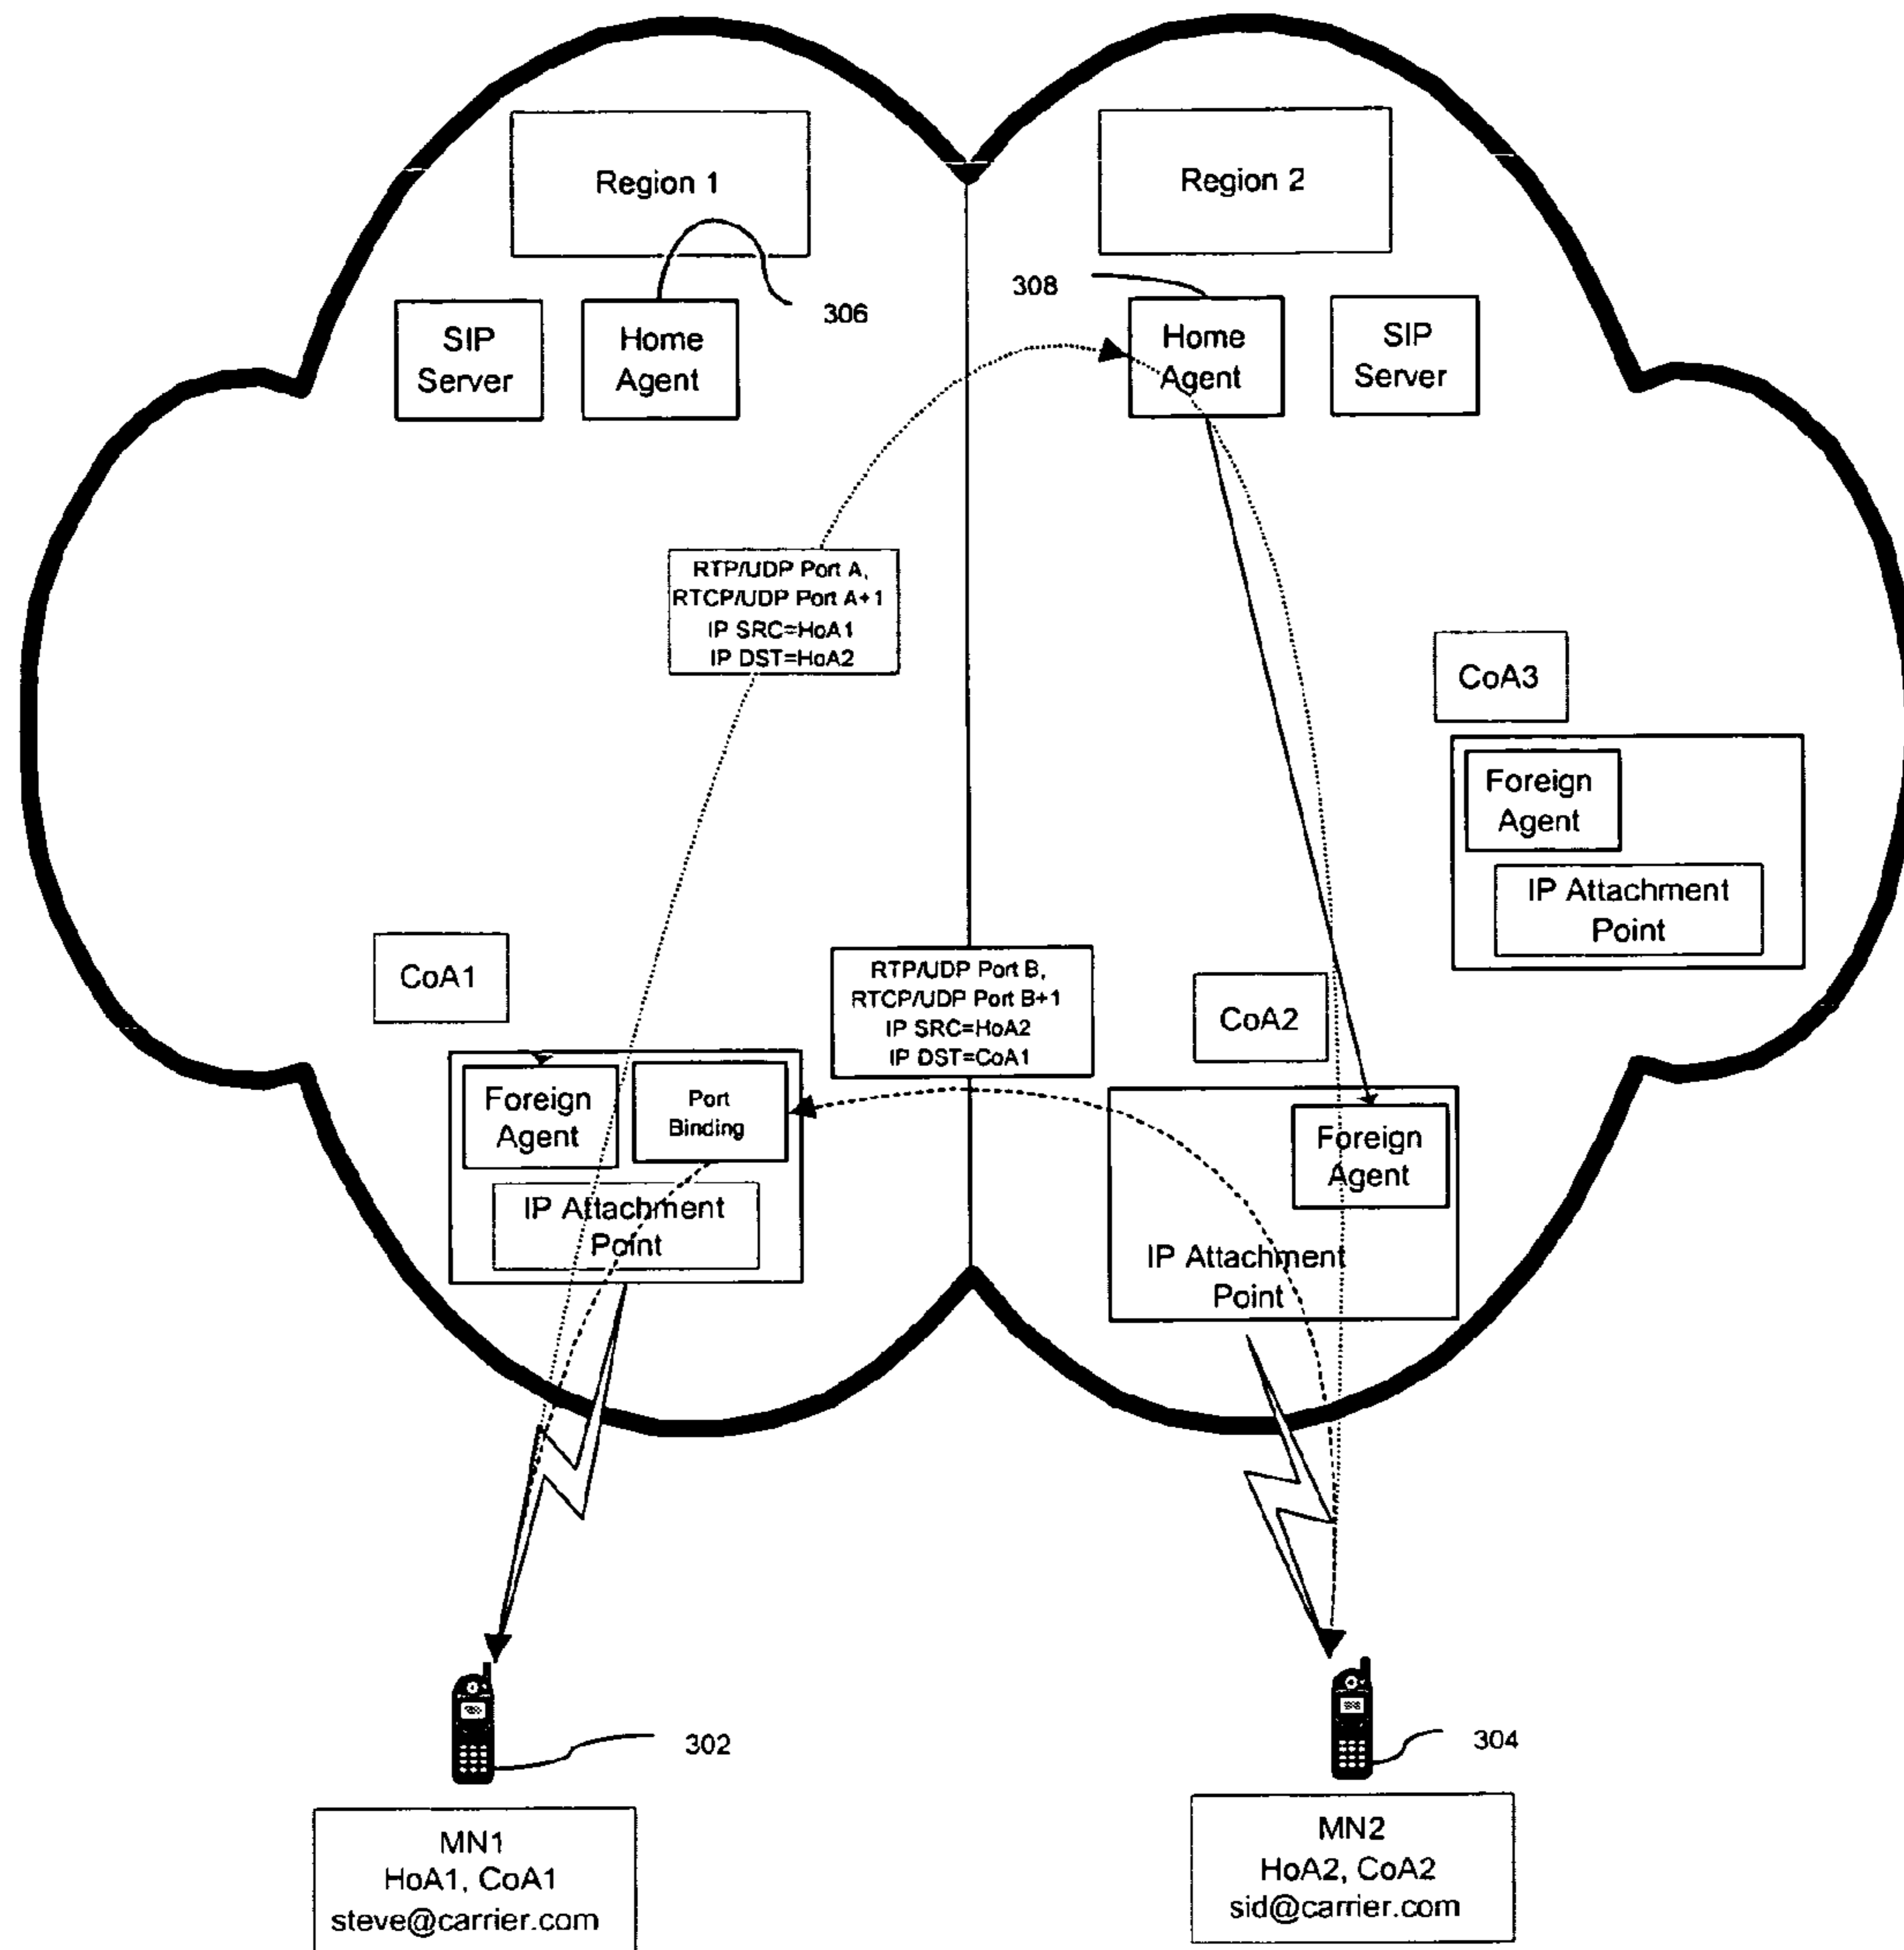 Region 1
Region 2
306
308
SIP
Server
Home
Agent
Home
Agent
SIP
Server
RTP/UDP Port A,
RTCP/UDP Port A+1
IP SRC=HoA1
IP DST=HoA2
CoA3
Foreign
Agent
IP Attachment
Point
CoA1
RTP/UDP Port B,
RTCP/UDP Port B+1
IP SRC=HoA2
IP DST=CoA1
CoA2
Foreign
Agent
Port
Binding
IP Attachment
Point
Foreign
Agent
IP Attachment
Point
302
304
MN1
HoA1, CoA1
steve@carrier.com
MN2
HoA2, CoA2
sid@carrier.com